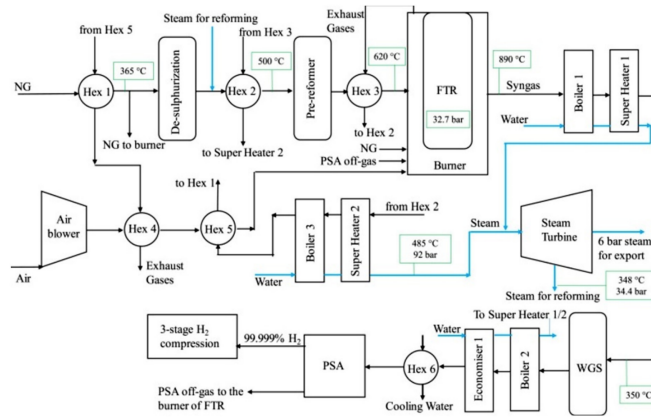 from Hex 5
Steam for reforming
from Hex 3
Exhaust
Gases
365 °C
500 °C
620 °C
890 °C
NG
Hex 1
De-sulphurization
Hex 2
Pre-reformer
Hex 3
FTR
32.7 bar
Syngas
Boiler 1
Super Heater 1
NG to burner
to Super Heater 2
to Hex 2
NG
PSA off-gas
Burner
Water
to Hex 1
Air
blower
Hex 4
Hex 5
Boiler 3
Super Heater 2
from Hex 2
485 °C
92 bar
Steam
Steam
Turbine
6 bar steam
for export
Air
Exhaust
Gases
Water
Steam for reforming
348 °C
34.4 bar
3-stage H2
compression
99.999% H2
PSA
Hex 6
Water
To Super Heater 1/2
Economiser 1
Boiler 2
WGS
350 °C
PSA off-gas to the
burner of FTR
Cooling Water